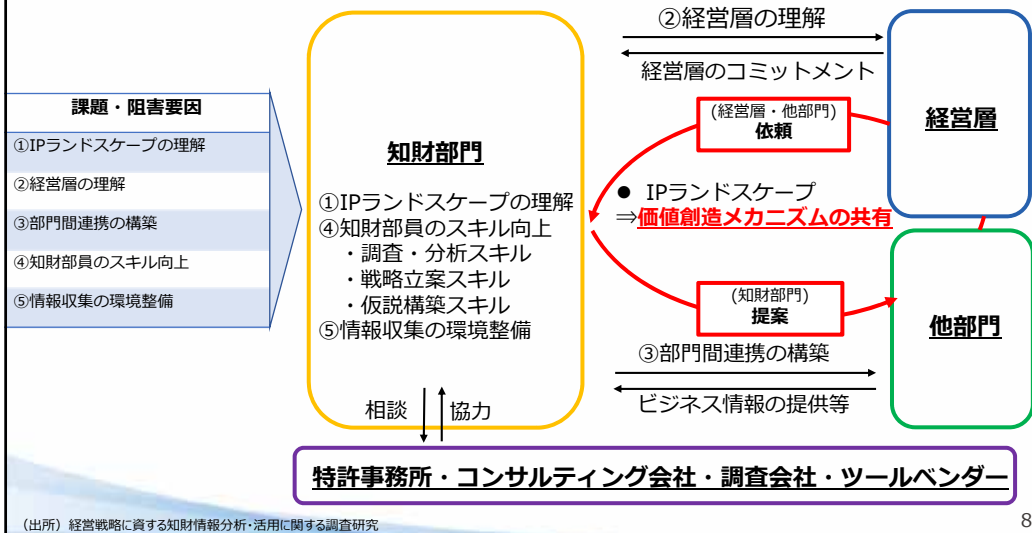 課題・阻害要因
①IPランドスケープの理解
②経営層の理解
③部門間連携の構築
④知財部員のスキル向上
⑤情報収集の環境整備
知財部門
①IPランドスケープの理解
④知財部員のスキル向上
・調査・分析スキル
・戦略立案スキル
・仮説構築スキル
⑤情報収集の環境整備
②経営層の理解
経営層のコミットメント
(経営層・他部門)
依頼
● IPランドスケープ
⇒価値創造メカニズムの共有
(知財部門)
提案
③部門間連携の構築
ビジネス情報の提供等
経営層
他部門
相談
協力
特許事務所・コンサルティング会社・調査会社・ツールベンダー
（出所）経営戦略に資する知財情報分析・活用に関する調査研究
8